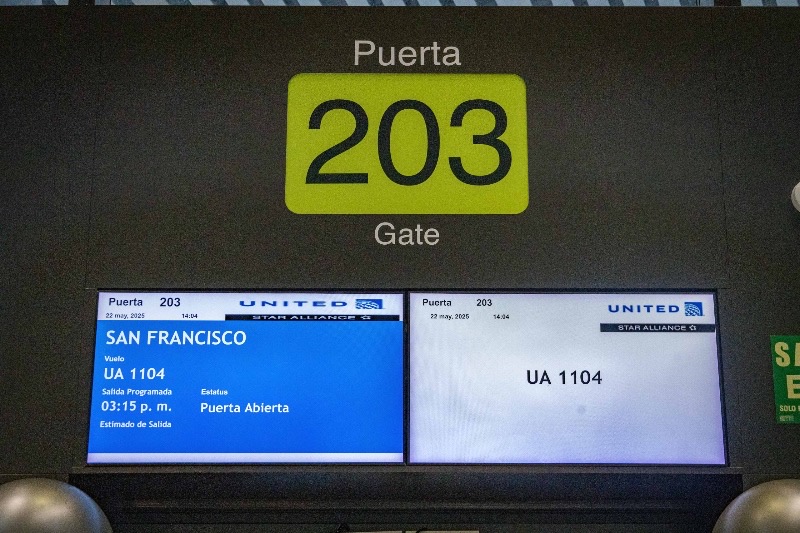 Puerta
203
Gate
Puerta 203
UNITED
22 may, 2025 14:04
STAR ALLIANCE
SAN FRANCISCO
Vuelo
UA 1104
Salida Programada Estatus
03:15 p. m. Puerta Abierta
Estimado de Salida
Puerta 203
UNITED
22 may, 2025 14:04
STAR ALLIANCE
UA 1104